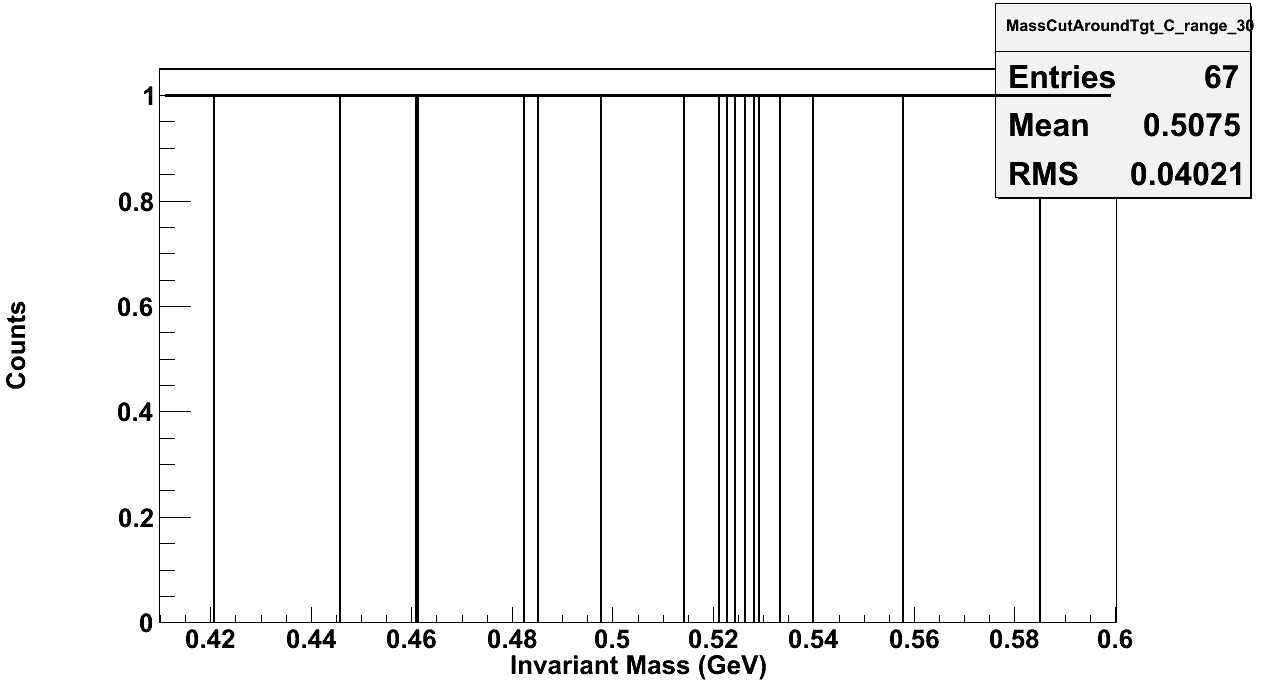 MassCutAroundTgt_C_range_30
Entries 67
Mean 0.5075
RMS 0.04021
1
0.8
0.6
0.4
0.2
0
Counts
0.42 0.44 0.46 0.48 0.5 0.52 0.54 0.56 0.58 0.6
Invariant Mass (GeV)